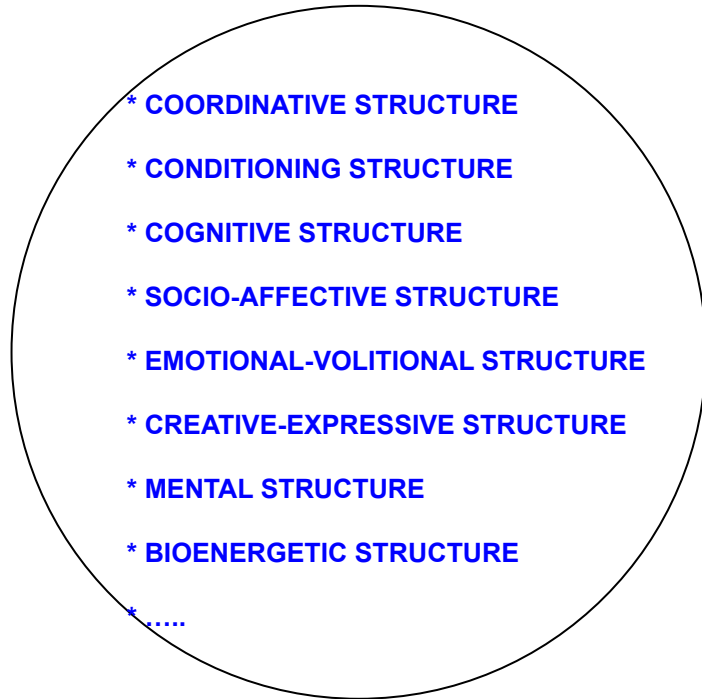 * COORDINATIVE STRUCTURE
* CONDITIONING STRUCTURE
* COGNITIVE STRUCTURE
* SOCIO-AFFECTIVE STRUCTURE
* EMOTIONAL-VOLITIONAL STRUCTURE
* CREATIVE-EXPRESSIVE STRUCTURE
* MENTAL STRUCTURE
* BIOENERGETIC STRUCTURE
* …..